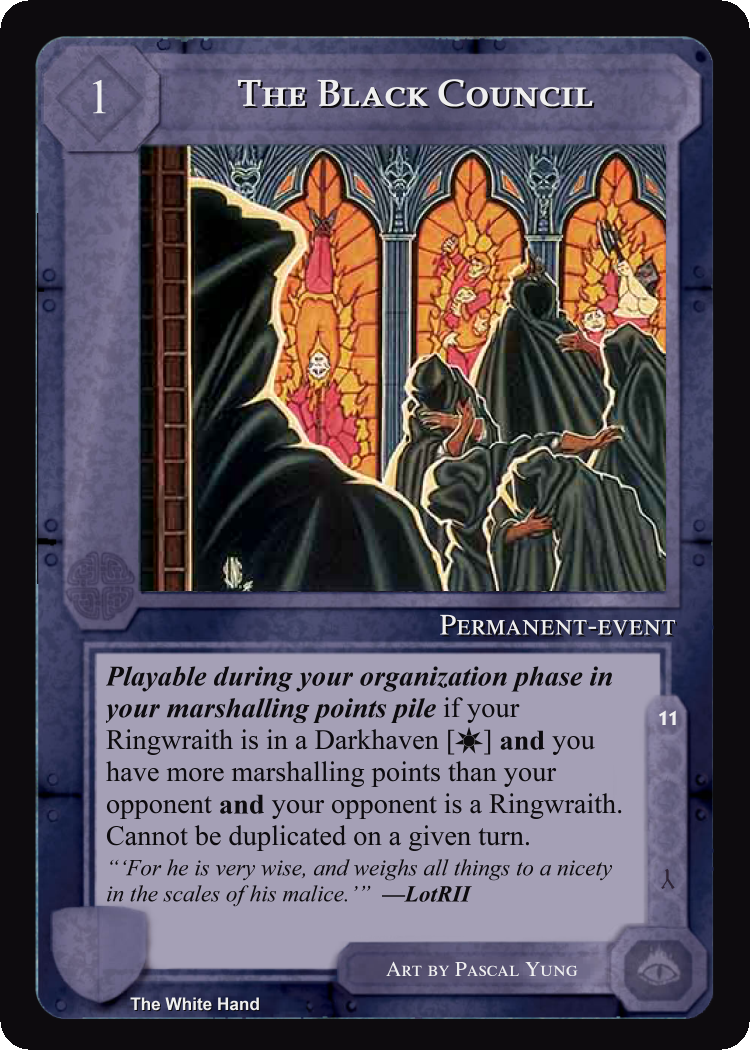 1
The Black Council
Permanent-event
Playable during your organization phase in
your marshalling points pile if your
Ringwraith is in a Darkhaven [✷] and you
have more marshalling points than your
opponent and your opponent is a Ringwraith.
Cannot be duplicated on a given turn.
“‘For he is very wise, and weighs all things to a nicety
in the scales of his malice.’” —LotRII
11
Art by Pascal Yung
The White Hand